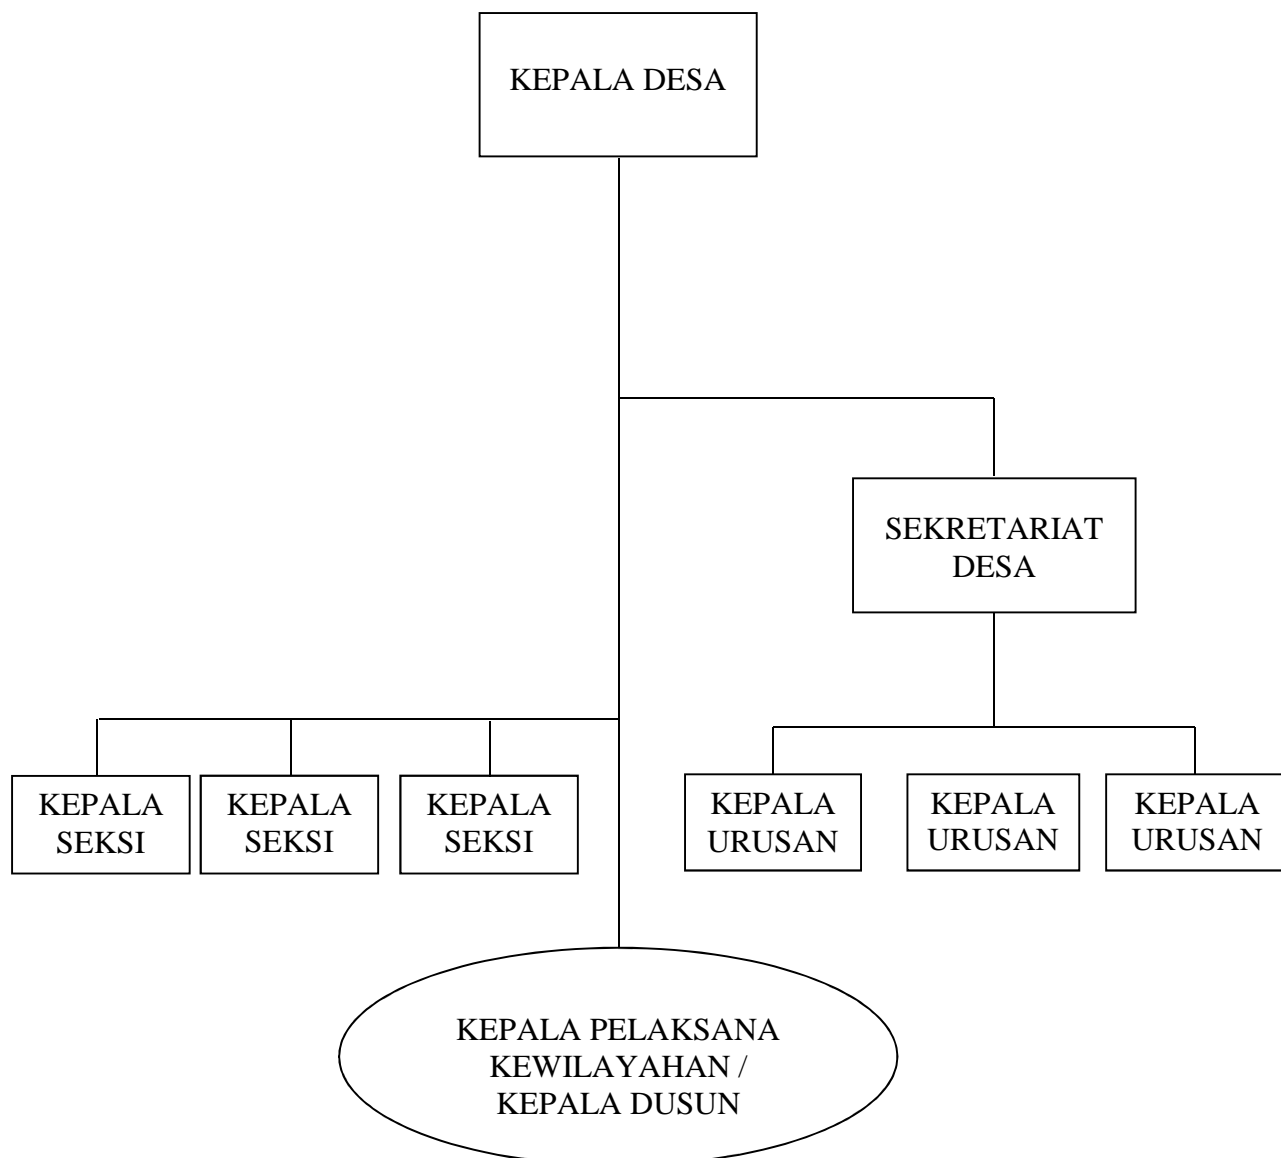 KEPALA DESA
SEKRETARIAT
DESA
KEPALA
SEKSI
KEPALA
SEKSI
KEPALA
SEKSI
KEPALA
URUSAN
KEPALA
URUSAN
KEPALA
URUSAN
KEPALA PELAKSANA
KEWILAYAHAN /
KEPALA DUSUN